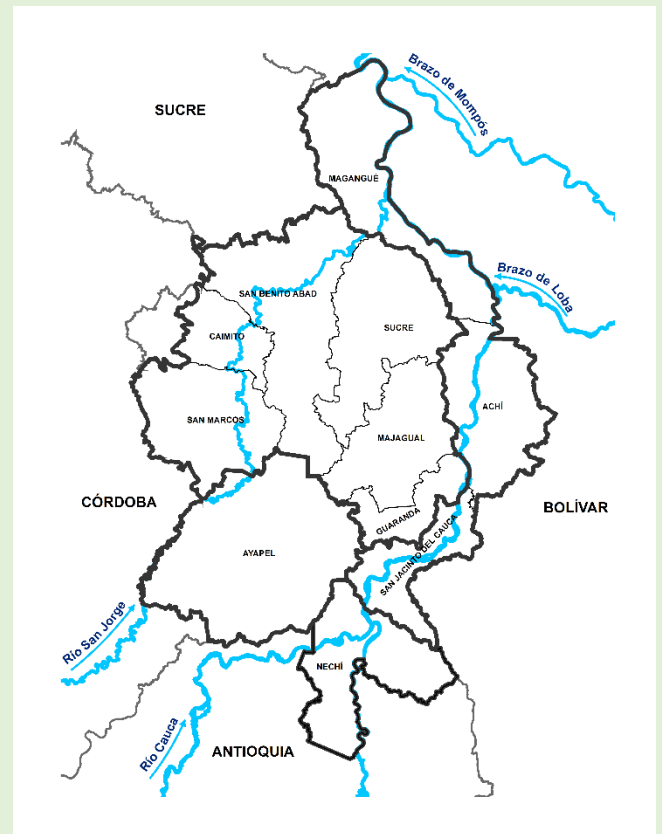 Brazo de Mompós
SUCRE
MAGANGUÉ
Brazo de Loba
SAN BENITO ABAD
SUCRE
CAIMITO
ACHÍ
SAN MARCOS
MAJAGUAL
CÓRDOBA
BOLÍVAR
GUARANDA
AYAPEL
SAN JACINTO DEL CAUCA
Río San Jorge
NECHÍ
Río Cauca
ANTIOQUIA